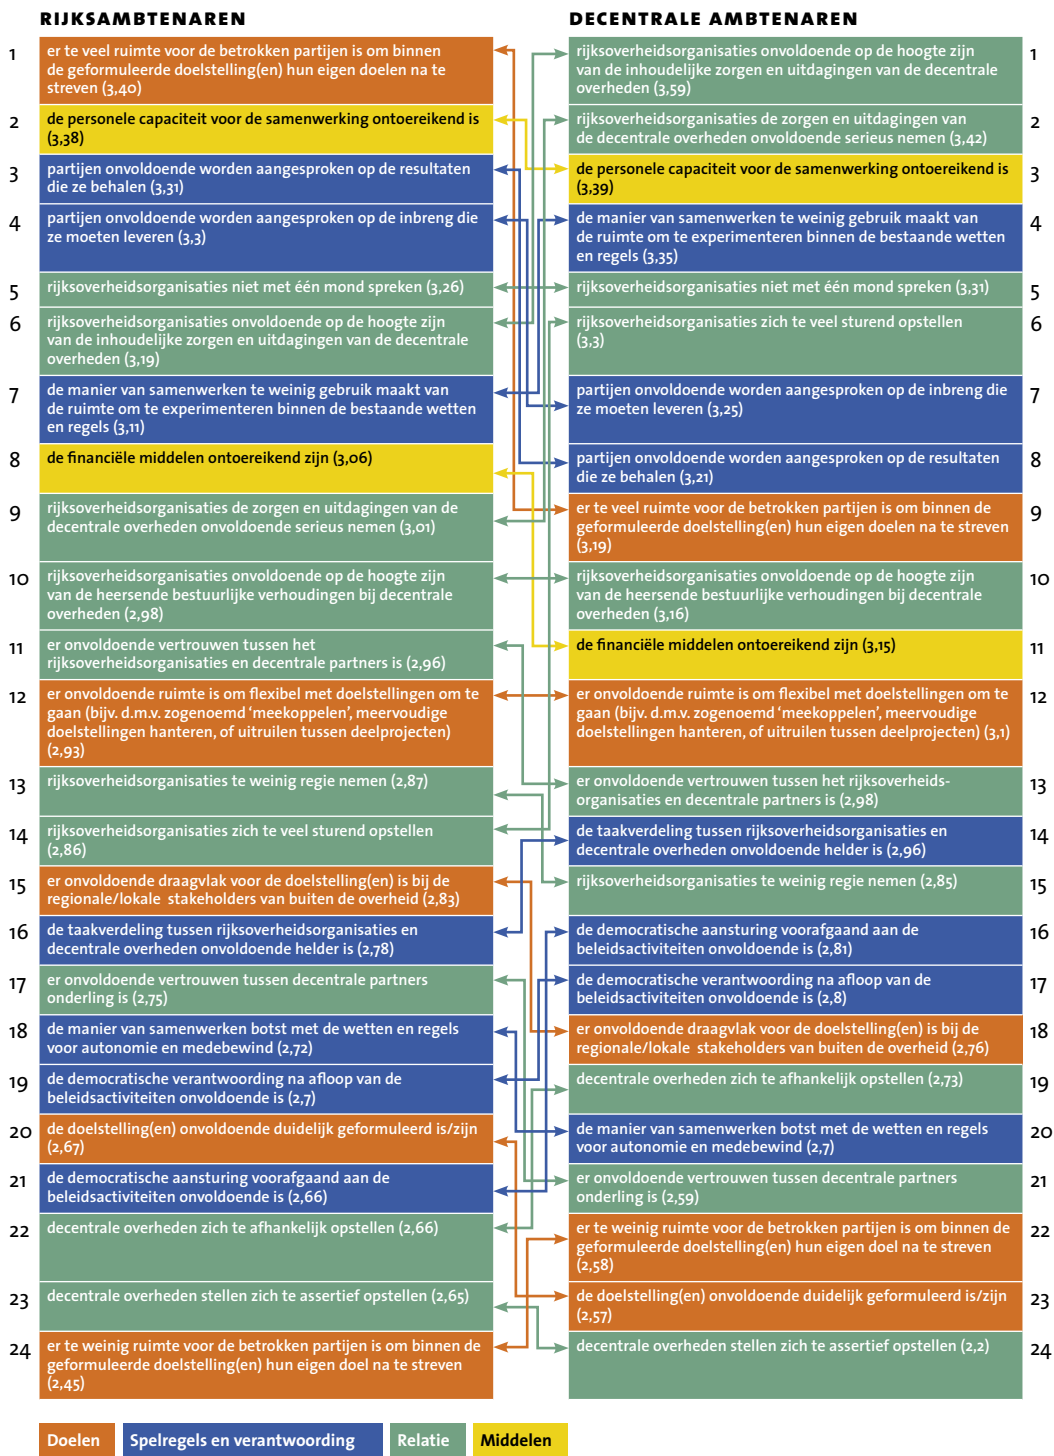 RIJKSAMBTENAREN
1
er te veel ruimte voor de betrokken partijen is om binnen
de geformuleerde doelstelling(en) hun eigen doelen na te
streven (3,40)
2
de personele capaciteit voor de samenwerking ontoereikend is
(3,38)
3
partijen onvoldoende worden aangesproken op de resultaten
die ze behalen (3,31)
4
partijen onvoldoende worden aangesproken op de inbreng die
ze moeten leveren (3,3)
5
rijksoverheidsorganisaties niet met één mond spreken (3,26)
6
rijksoverheidsorganisaties onvoldoende op de hoogte zijn
van de inhoudelijke zorgen en uitdagingen van de decentrale
overheden (3,19)
7
de manier van samenwerken te weinig gebruik maakt van
de ruimte om te experimenteren binnen de bestaande wetten
en regels (3,11)
8
de financiële middelen ontoereikend zijn (3,06)
9
rijksoverheidsorganisaties de zorgen en uitdagingen van de
decentrale overheden onvoldoende serieus nemen (3,01)
10
rijksoverheidsorganisaties onvoldoende op de hoogte zijn
van de heersende bestuurlijke verhoudingen bij decentrale
overheden (2,98)
11
er onvoldoende vertrouwen tussen het
rijksoverheidsorganisaties en decentrale partners is (2,96)
12
er onvoldoende ruimte is om flexibel met doelstellingen om te
gaan (bijv. d.m.v. zogenoemd 'meekoppelen', meervoudige
doelstellingen hanteren, of uitruilen tussen deelprojecten)
(2,93)
13
rijksoverheidsorganisaties te weinig regie nemen (2,87)
14
rijksoverheidsorganisaties zich te veel sturend opstellen
(2,86)
15
er onvoldoende draagvlak voor de doelstelling(en) is bij de
regionale/lokale stakeholders van buiten de overheid (2,83)
16
de taakverdeling tussen rijksoverheidsorganisaties en
decentrale overheden onvoldoende helder is (2,78)
17
er onvoldoende vertrouwen tussen decentrale partners
onderling is (2,75)
18
de manier van samenwerken botst met de wetten en regels
voor autonomie en medebewind (2,72)
19
de democratische verantwoording na afloop van de
beleidsactiviteiten onvoldoende is (2,7)
20
de doelstelling(en) onvoldoende duidelijk geformuleerd is/zijn
(2,67)
21
de democratische aansturing voorafgaand aan de
beleidsactiviteiten onvoldoende is (2,66)
22
decentrale overheden zich te afhankelijk opstellen (2,66)
23
decentrale overheden stellen zich te assertief opstellen (2,65)
24
er te weinig ruimte voor de betrokken partijen is om binnen de
geformuleerde doelstelling(en) hun eigen doel na te streven
(2,45)
DECENTRALE AMBTENAREN
rijksoverheidsorganisaties onvoldoende op de hoogte zijn
van de inhoudelijke zorgen en uitdagingen van de decentrale
overheden (3,59)
1
rijksoverheidsorganisaties de zorgen en uitdagingen van
de decentrale overheden onvoldoende serieus nemen (3,42)
2
de personele capaciteit voor de samenwerking ontoereikend is
(3,39)
3
de manier van samenwerken te weinig gebruik maakt van
de ruimte om te experimenteren binnen de bestaande wetten
en regels (3,35)
4
rijksoverheidsorganisaties niet met één mond spreken (3,31)
5
rijksoverheidsorganisaties zich te veel sturend opstellen
(3,3)
6
partijen onvoldoende worden aangesproken op de inbreng die
ze moeten leveren (3,25)
7
partijen onvoldoende worden aangesproken op de resultaten
die ze behalen (3,21)
8
er te veel ruimte voor de betrokken partijen is om binnen de
geformuleerde doelstelling(en) hun eigen doelen na te streven
(3,19)
9
rijksoverheidsorganisaties onvoldoende op de hoogte zijn
van de heersende bestuurlijke verhoudingen bij decentrale
overheden (3,16)
10
de financiële middelen ontoereikend zijn (3,15)
11
er onvoldoende ruimte is om flexibel met doelstellingen om te
gaan (bijv. d.m.v. zogenoemd 'meekoppelen', meervoudige
doelstellingen hanteren, of uitruilen tussen deelprojecten) (3,1)
12
er onvoldoende vertrouwen tussen het rijksoverheids-
organisaties en decentrale partners is (2,98)
13
de taakverdeling tussen rijksoverheidsorganisaties en
decentrale overheden onvoldoende helder is (2,96)
14
rijksoverheidsorganisaties te weinig regie nemen (2,85)
15
de democratische aansturing voorafgaand aan de
beleidsactiviteiten onvoldoende is (2,81)
16
de democratische verantwoording na afloop van de
beleidsactiviteiten onvoldoende is (2,8)
17
er onvoldoende draagvlak voor de doelstelling(en) is bij de
regionale/lokale stakeholders van buiten de overheid (2,76)
18
decentrale overheden zich te afhankelijk opstellen (2,73)
19
de manier van samenwerken botst met de wetten en regels
voor autonomie en medebewind (2,7)
20
er onvoldoende vertrouwen tussen decentrale partners
onderling is (2,59)
21
er te weinig ruimte voor de betrokken partijen is om binnen de
geformuleerde doelstelling(en) hun eigen doel na te streven
(2,58)
22
de doelstelling(en) onvoldoende duidelijk geformuleerd is/zijn
(2,57)
23
decentrale overheden stellen zich te assertief opstellen (2,2)
24
Doelen
Spelregels en verantwoording
Relatie
Middelen